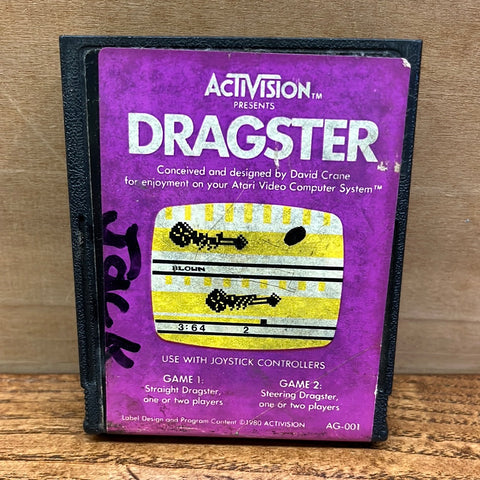 ACTIVISION™
PRESENTS
DRAGSTER
Conceived and designed by David Crane
for enjoyment on your Atari Video Computer System™
BLOWN
3:64 2
USE WITH JOYSTICK CONTROLLERS
GAME 1:
Straight Dragster,
one or two players
GAME 2:
Steering Dragster,
one or two players
Label Design and Program Content ©1980 ACTIVISION
AG-001
Jack